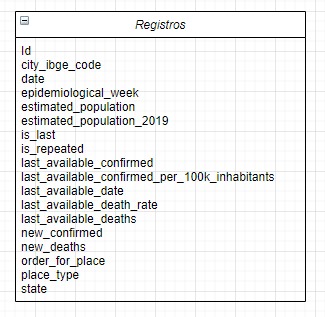 Registros
Id
city_ibge_code
date
epidemiological_week
estimated_population
estimated_population_2019
is_last
is_repeated
last_available_confirmed
last_available_confirmed_per_100k_inhabitants
last_available_date
last_available_death_rate
last_available_deaths
new_confirmed
new_deaths
order_for_place
place_type
state